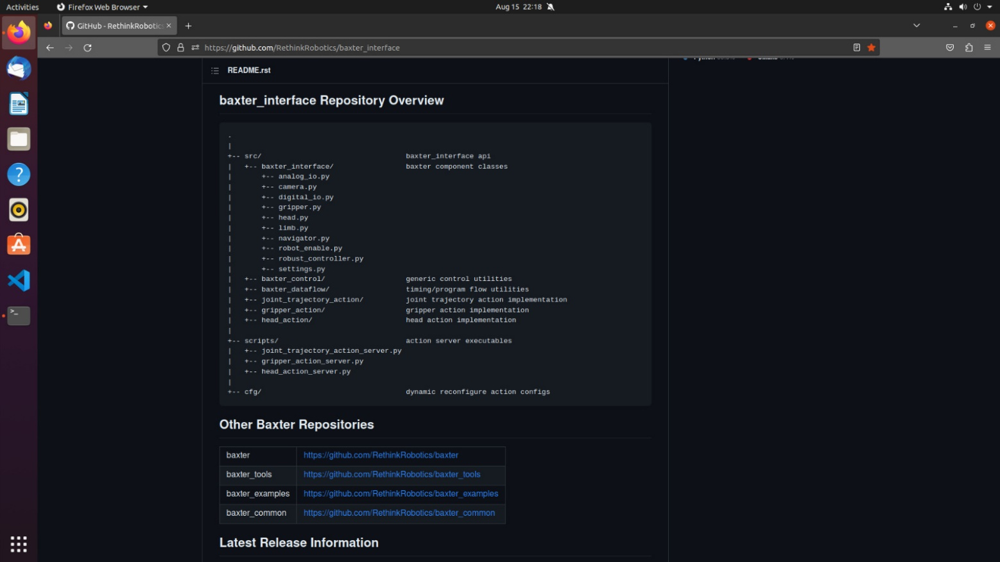 Activities
Firefox Web Browser
Aug 15 22:18
GitHub - RethinkRobotics
https://github.com/RethinkRobotics/baxter_interface
README.rst
baxter_interface Repository Overview
.
|
+-- src/ baxter_interface api
| +-- baxter_interface/ baxter component classes
| +-- analog_io.py
| +-- camera.py
| +-- digital_io.py
| +-- gripper.py
| +-- head.py
| +-- limb.py
| +-- navigator.py
| +-- robot_enable.py
| +-- robust_controller.py
| +-- settings.py
| +-- baxter_control/ generic control utilities
| +-- baxter_dataflow/ timing/program flow utilities
| +-- joint_trajectory_action/ joint trajectory action implementation
| +-- gripper_action/ gripper action implementation
| +-- head_action/ head action implementation
|
+-- scripts/ action server executables
| +-- joint_trajectory_action_server.py
| +-- gripper_action_server.py
| +-- head_action_server.py
|
+-- cfg/ dynamic reconfigure action configs
Other Baxter Repositories
baxter https://github.com/RethinkRobotics/baxter
baxter_tools https://github.com/RethinkRobotics/baxter_tools
baxter_examples https://github.com/RethinkRobotics/baxter_examples
baxter_common https://github.com/RethinkRobotics/baxter_common
Latest Release Information